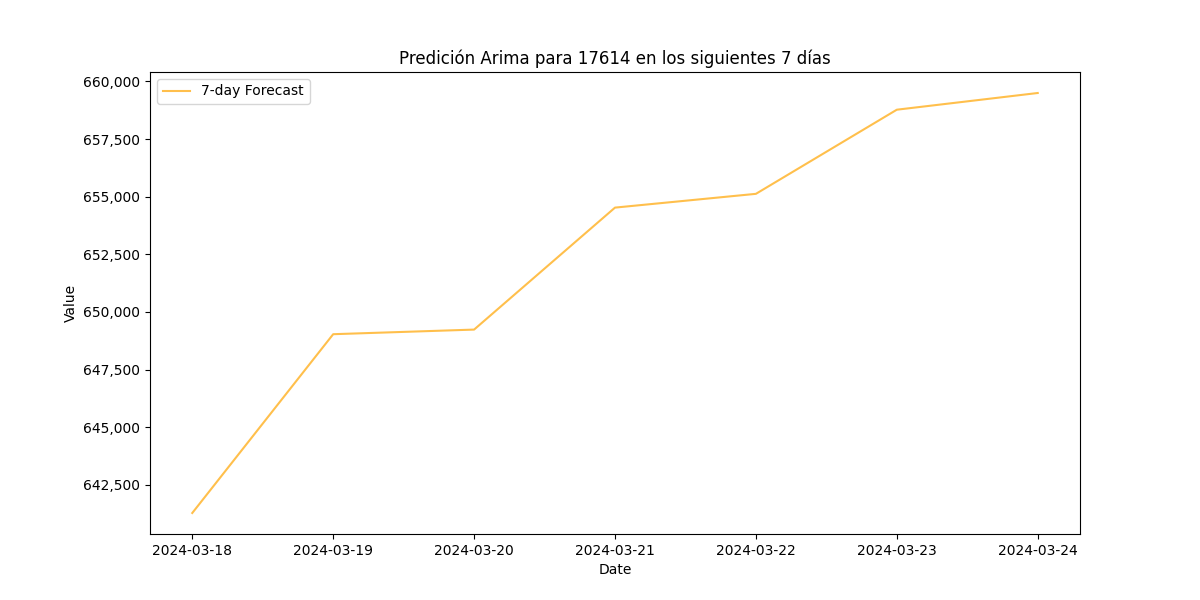 Predición Arima para 17614 en los siguientes 7 días
7-day Forecast
Value
660,000
657,500
655,000
652,500
650,000
647,500
645,000
642,500
2024-03-18 2024-03-19 2024-03-20 2024-03-21 2024-03-22 2024-03-23 2024-03-24
Date